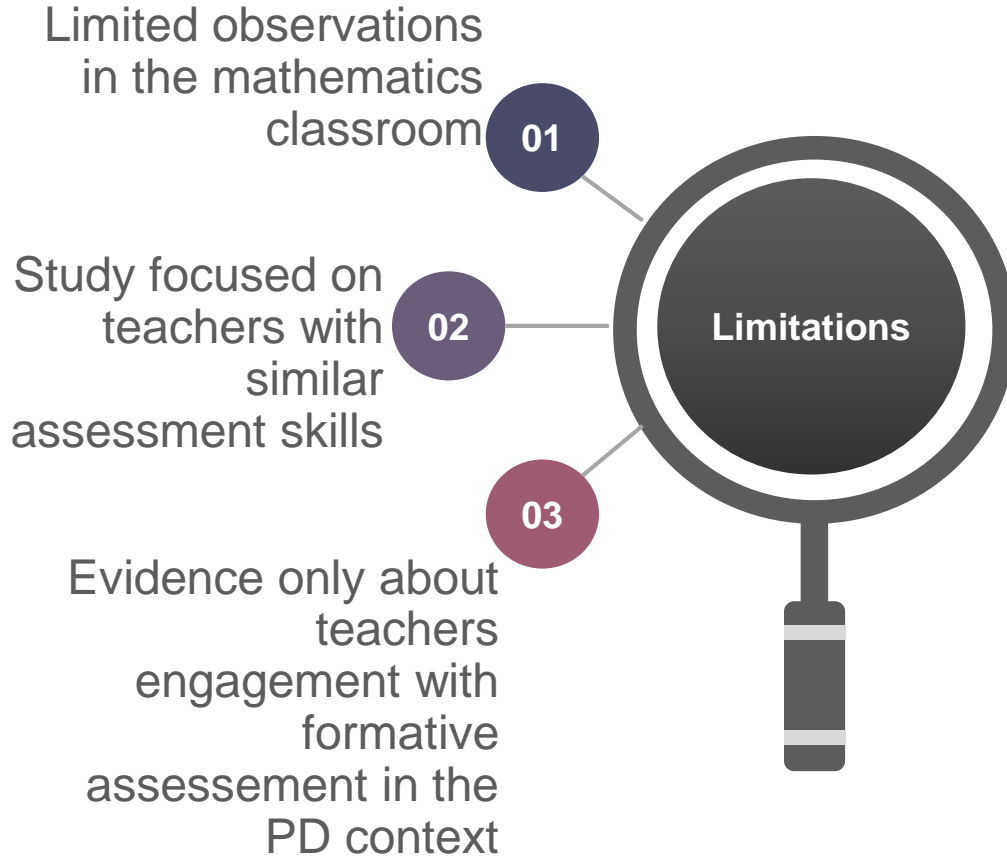 Limited observations
in the mathematics
classroom
01
Study focused on
teachers with
similar
assessment skills
02
Limitations
03
Evidence only about
teachers
engagement with
formative
assessement in the
PD context